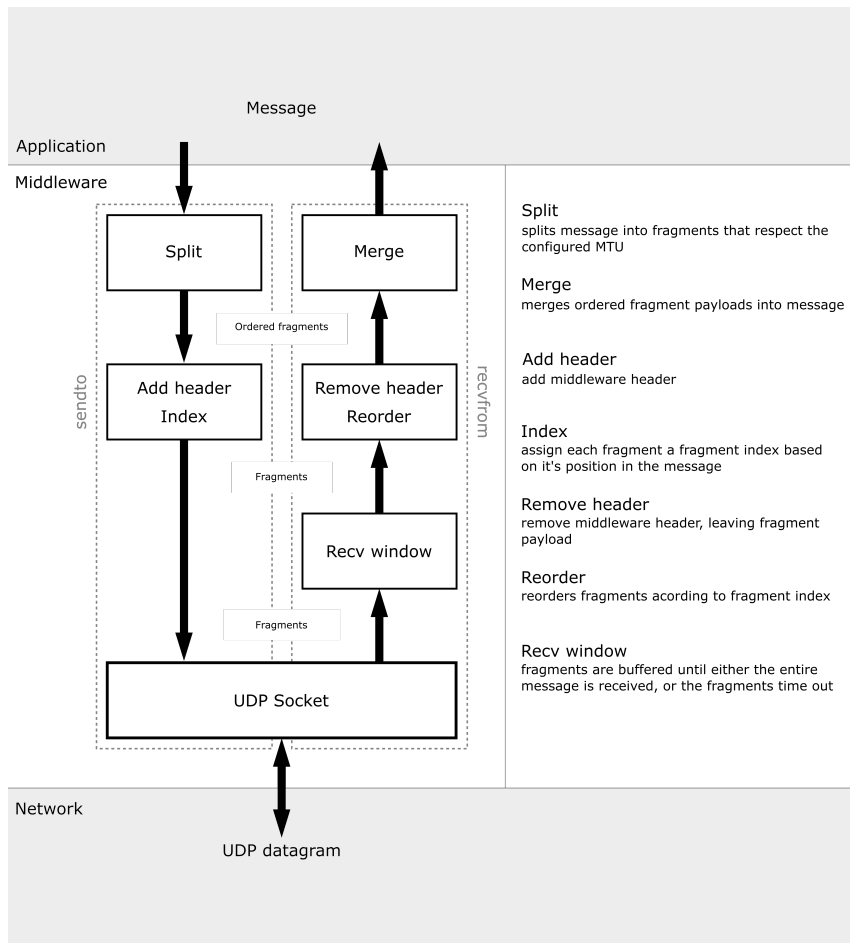 Message
Application
Middleware
Split
Merge
Ordered fragments
Add header
Index
Remove header
Reorder
sendto
recvfrom
Fragments
Recv window
Fragments
UDP Socket
Split
splits message into fragments that respect the
configured MTU
Merge
merges ordered fragment payloads into message
Add header
add middleware header
Index
assign each fragment a fragment index based
on it's position in the message
Remove header
remove middleware header, leaving fragment
payload
Reorder
reorders fragments acording to fragment index
Recv window
fragments are buffered until either the entire
message is received, or the fragments time out
Network
UDP datagram